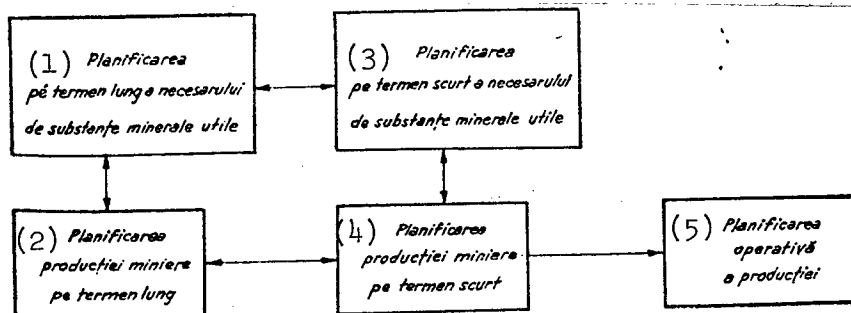 (1) Planificarea
pe termen lung a necesarului
de substanțe minerale utile
(3) Planificarea
pe termen scurt a necesarului
de substanțe minerale utile
(2) Planificarea
producției miniere
pe termen lung
(4) Planificarea
producției miniere
pe termen scurt
(5) Planificarea
operativă
a producției